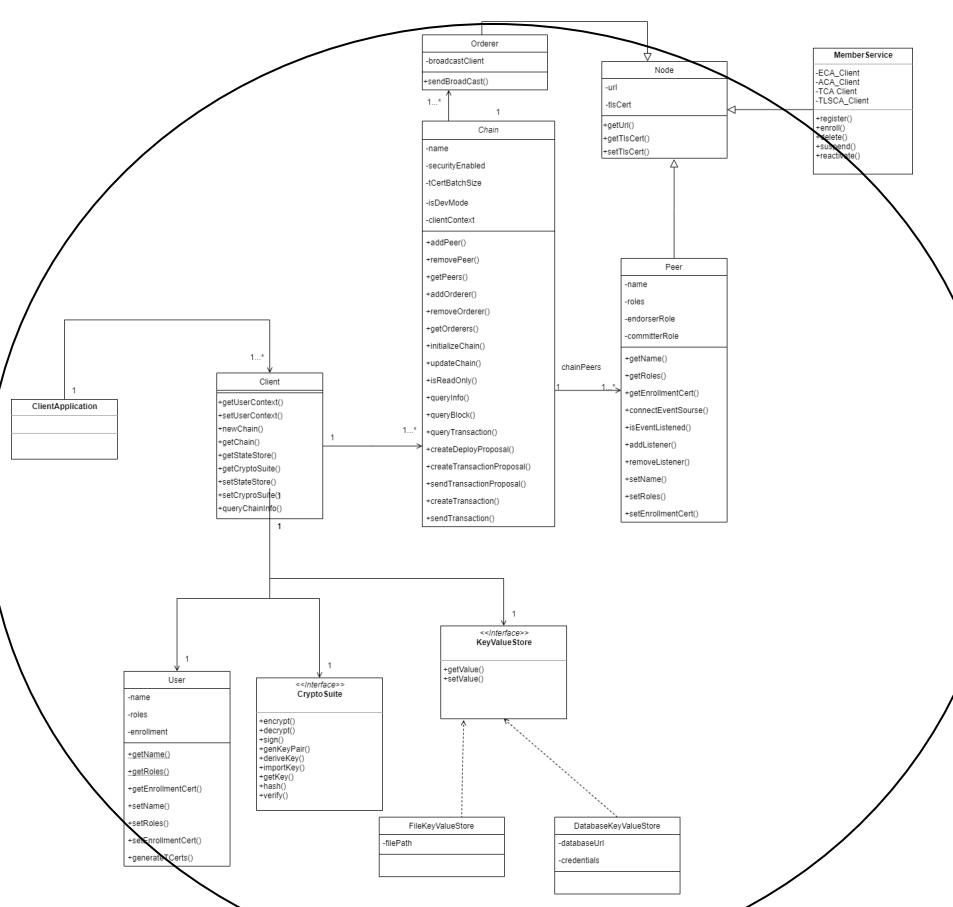 Orderer
-broadcastClient
+sendBroadCast()
1...*
1
Node
-url
-tlsCert
+getUrl()
+getTlsCert()
+setTlsCert()
MemberService
-ECA_Client
-ACA_Client
-TCA Client
-TLSCA_Client
+register()
+enroll()
+delete()
+suspend()
+reactivate()
Chain
-name
-securityEnabled
-tCertBatchSize
-isDevMode
-clientContext
+addPeer()
+removePeer()
+getPeers()
+addOrderer()
+removeOrderer()
+getOrderers()
+initializeChain()
+updateChain()
+isReadOnly()
+queryInfo()
+queryBlock()
+queryTransaction()
+createDeployProposal()
+createTransactionProposal()
+sendTransactionProposal()
+createTransaction()
+sendTransaction()
chainPeers
1
1...*
Peer
-name
-roles
-endorserRole
-committerRole
+getName()
+getRoles()
+getEnrollmentCert()
+connectEventSourse()
+isEventListened()
+addListener()
+removeListener()
+setName()
+setRoles()
+setEnrollmentCert()
1...*
1
ClientApplication
Client
+getUserContext()
+setUserContext()
+newChain()
+getChain()
+getStateStore()
+getCryptoSuite()
+setStateStore()
+setCryproSuite()
1
+queryChainInfo()
1
1...*
1
1
1
1
User
-name
-roles
-enrollment
+getName()
+getRoles()
+getEnrollmentCert()
+setName()
+setRoles()
+setEnrollmentCert()
+generateTCerts()
<<Interface>>
CryptoSuite
+encrypt()
+decrypt()
+sign()
+genKeyPair()
+deriveKey()
+importKey()
+getKey()
+hash()
+verify()
<<Interface>>
KeyValueStore
+getValue()
+setValue()
FileKeyValueStore
-filePath
DatabaseKeyValueStore
-databaseUrl
-credentials